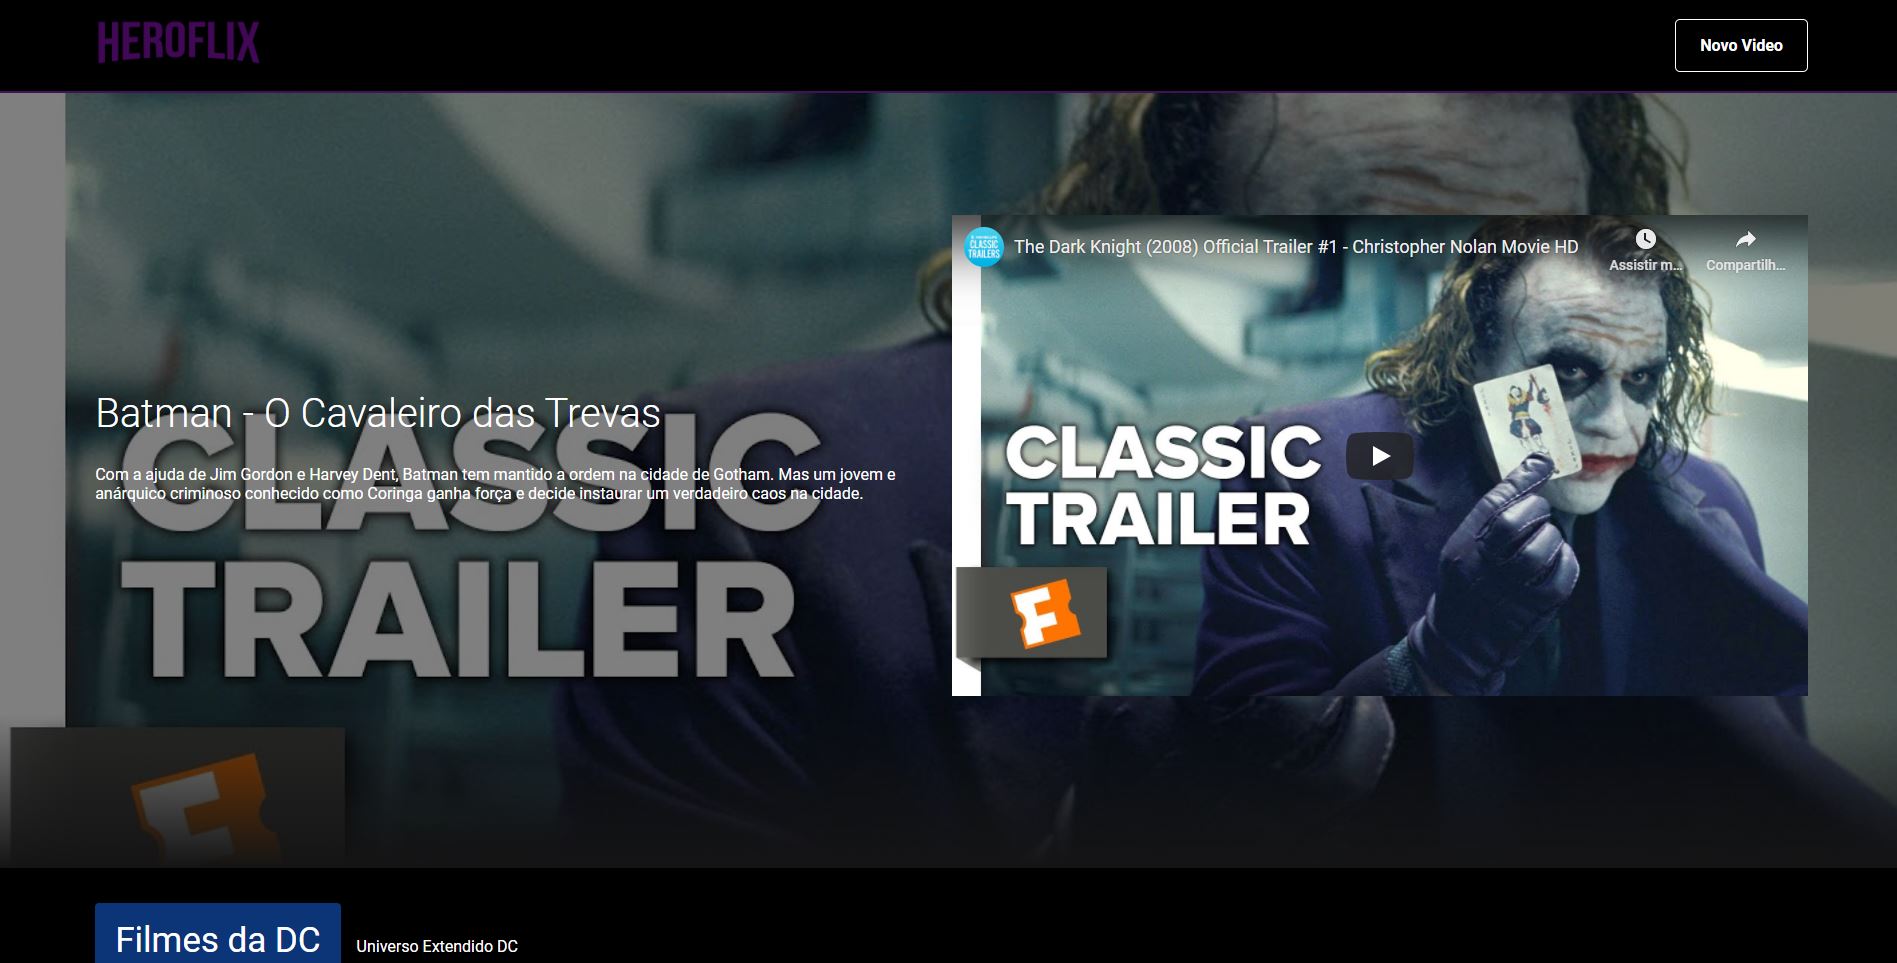 HEROFLIX
Novo Video
CLASSIC
TRAILERS
The Dark Knight (2008) Official Trailer #1 - Christopher Nolan Movie HD
Assistir m...
Compartilh...
Batman - O Cavaleiro das Trevas
Com a ajuda de Jim Gordon e Harvey Dent, Batman tem mantido a ordem na cidade de Gotham. Mas um jovem e
anárquico criminoso conhecido como Coringa ganha força e decide instaurar um verdadeiro caos na cidade.
CLASSIC
TRAILER
CLASSIC
TRAILER
F
F
Filmes da DC
Universo Extendido DC